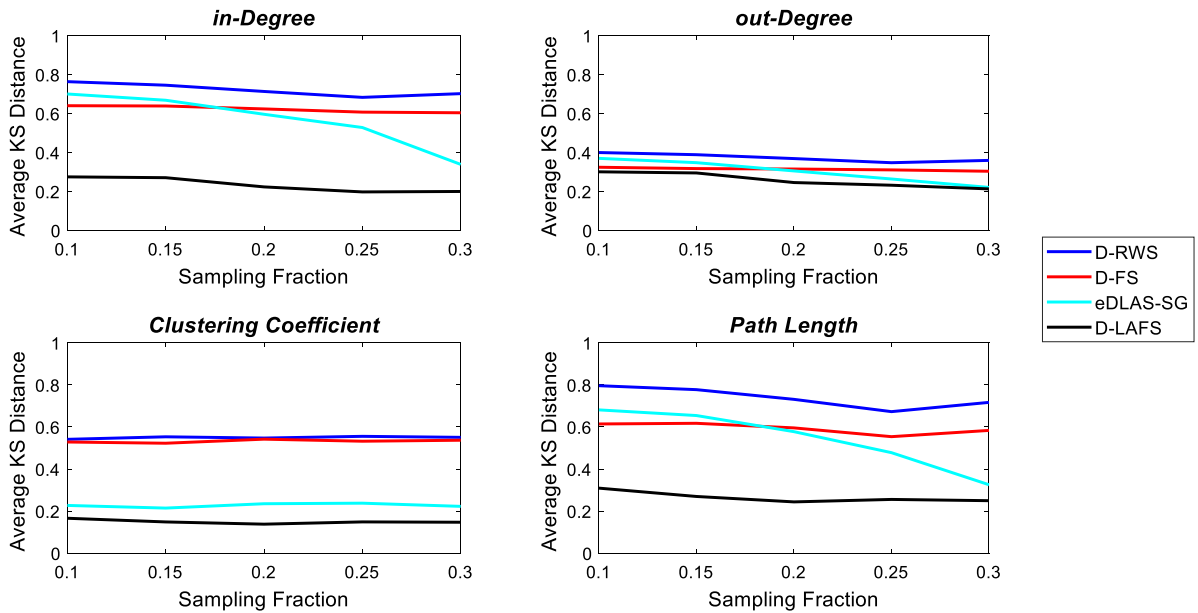 in-Degree
Average KS Distance
1
0.8
0.6
0.4
0.2
0
0.1
0.15
0.2
0.25
0.3
Sampling Fraction
out-Degree
Average KS Distance
1
0.8
0.6
0.4
0.2
0
0.1
0.15
0.2
0.25
0.3
Sampling Fraction
D-RWS
D-FS
eDLAS-SG
D-LAFS
Clustering Coefficient
Average KS Distance
1
0.8
0.6
0.4
0.2
0
0.1
0.15
0.2
0.25
0.3
Sampling Fraction
Path Length
Average KS Distance
1
0.8
0.6
0.4
0.2
0
0.1
0.15
0.2
0.25
0.3
Sampling Fraction